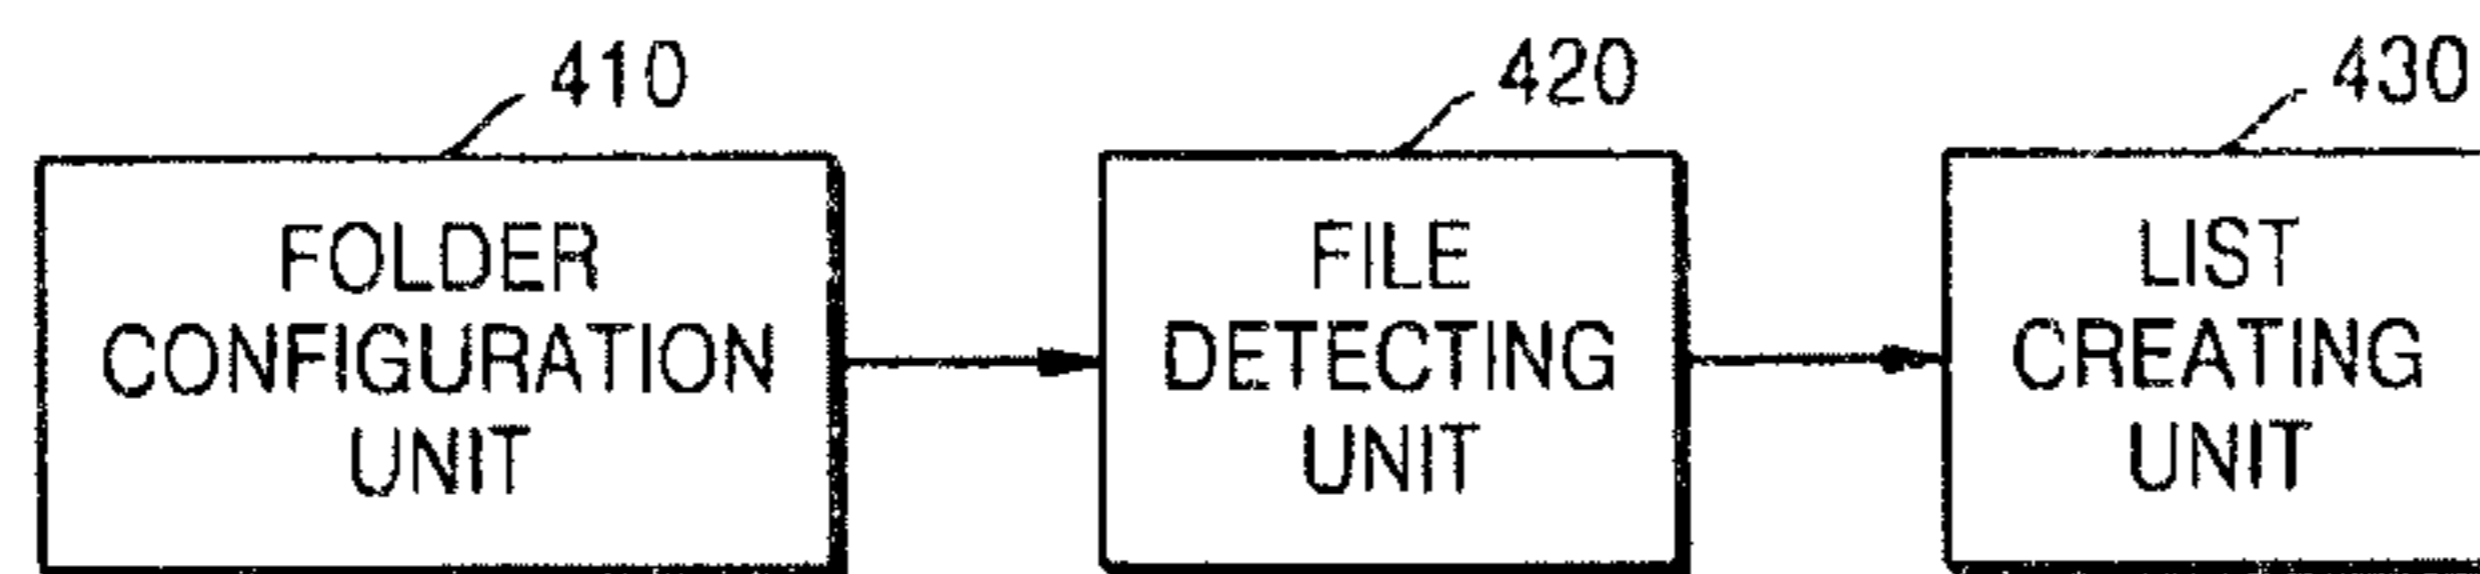 410
420
430
FOLDER
CONFIGURATION
UNIT
FILE
DETECTING
UNIT
LIST
CREATING
UNIT